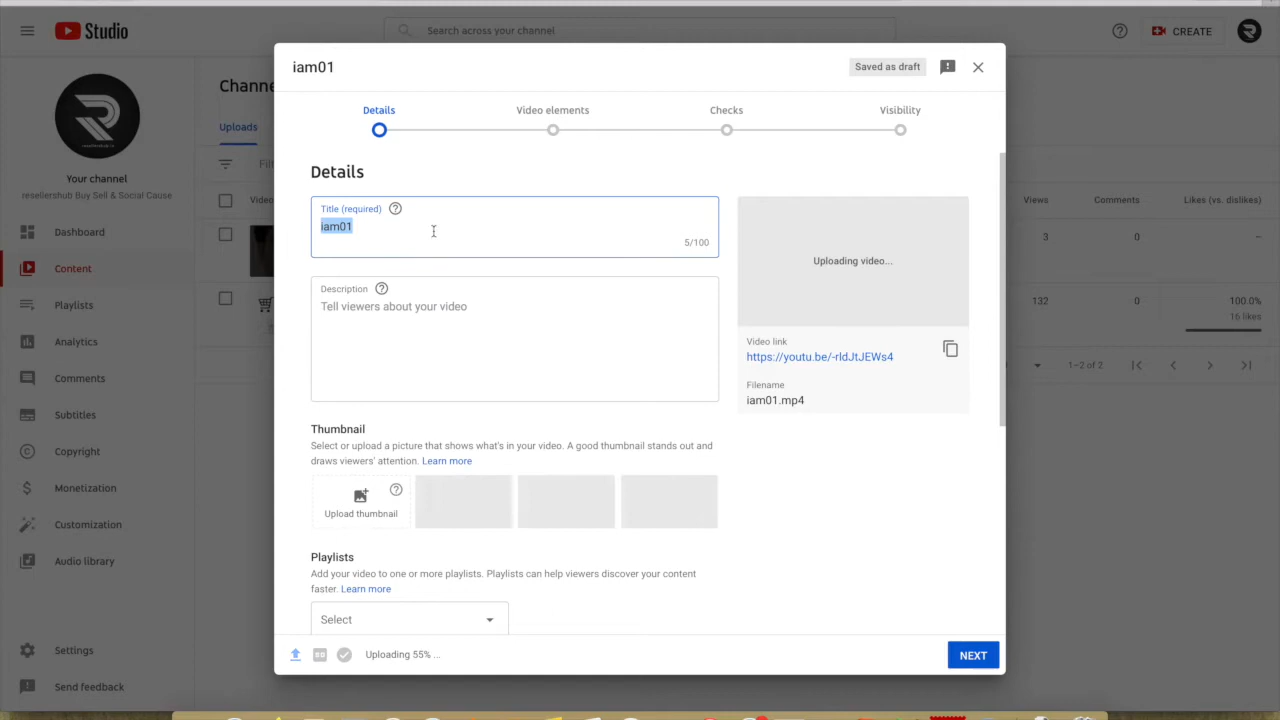 Studio
Search across your channel
CREATE
Your channel
resellershub Buy Sell & Social Cause
Dashboard
Content
Playlists
Analytics
Comments
Subtitles
Copyright
Monetization
Customization
Audio library
Settings
Send feedback
Channe
Uploads
Filt
Video
Views
Comments
Likes (vs. dislikes)
3
0
–
132
0
100.0%
16 likes
1–2 of 2
iam01
Saved as draft
Details
Video elements
Checks
Visibility
Details
Title (required)
iam01
5/100
Description
Tell viewers about your video
Uploading video...
Video link
https://youtu.be/-rIdJtJEWs4
Filename
iam01.mp4
Thumbnail
Select or upload a picture that shows what's in your video. A good thumbnail stands out and
draws viewers' attention. Learn more
Upload thumbnail
Playlists
Add your video to one or more playlists. Playlists can help viewers discover your content
faster. Learn more
Select
Uploading 55% ...
NEXT